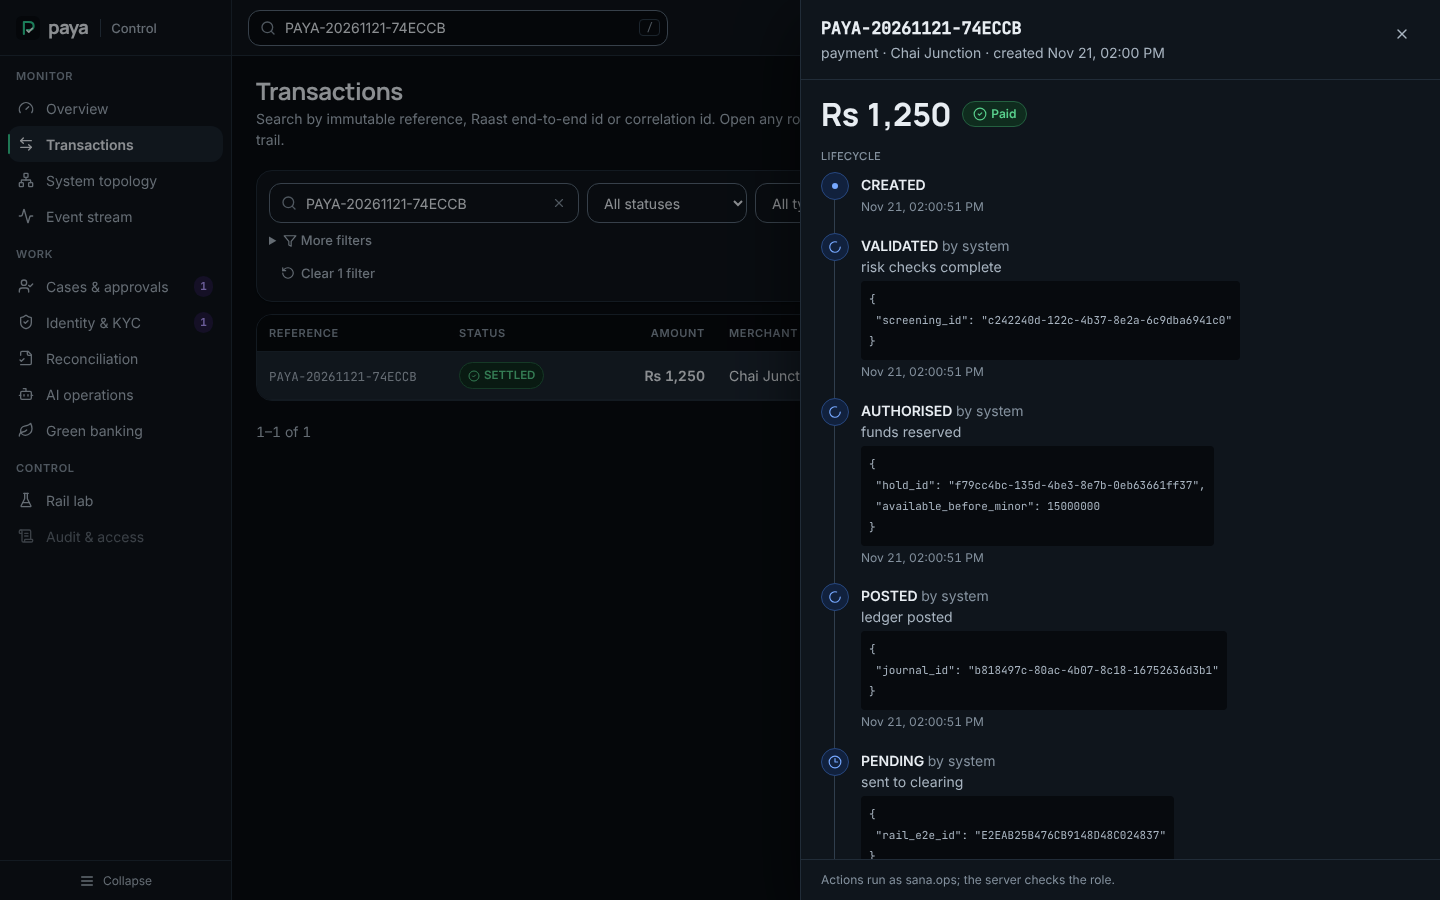 paya
Control
PAYA-20261121-74ECCB
/
MONITOR
Overview
Transactions
System topology
Event stream
WORK
Cases & approvals
1
Identity & KYC
1
Reconciliation
AI operations
Green banking
CONTROL
Rail lab
Audit & access
Collapse
Transactions
Search by immutable reference, Raast end-to-end id or correlation id. Open any ro
trail.
PAYA-20261121-74ECCB
All statuses
All ty
More filters
Clear 1 filter
REFERENCE
STATUS
AMOUNT
MERCHANT
PAYA-20261121-74ECCB
SETTLED
Rs 1,250
Chai Junct
1–1 of 1
PAYA-20261121-74ECCB
payment · Chai Junction · created Nov 21, 02:00 PM
Rs 1,250
Paid
LIFECYCLE
CREATED
Nov 21, 02:00:51 PM
VALIDATED by system
risk checks complete
{
"screening_id": "c242240d-122c-4b37-8e2a-6c9dba6941c0"
}
Nov 21, 02:00:51 PM
AUTHORISED by system
funds reserved
{
"hold_id": "f79cc4bc-135d-4be3-8e7b-0eb63661ff37",
"available_before_minor": 15000000
}
Nov 21, 02:00:51 PM
POSTED by system
ledger posted
{
"journal_id": "b818497c-80ac-4b07-8c18-16752636d3b1"
}
Nov 21, 02:00:51 PM
PENDING by system
sent to clearing
{
"rail_e2e_id": "E2EAB25B476CB9148D48C024837"
}
Actions run as sana.ops; the server checks the role.